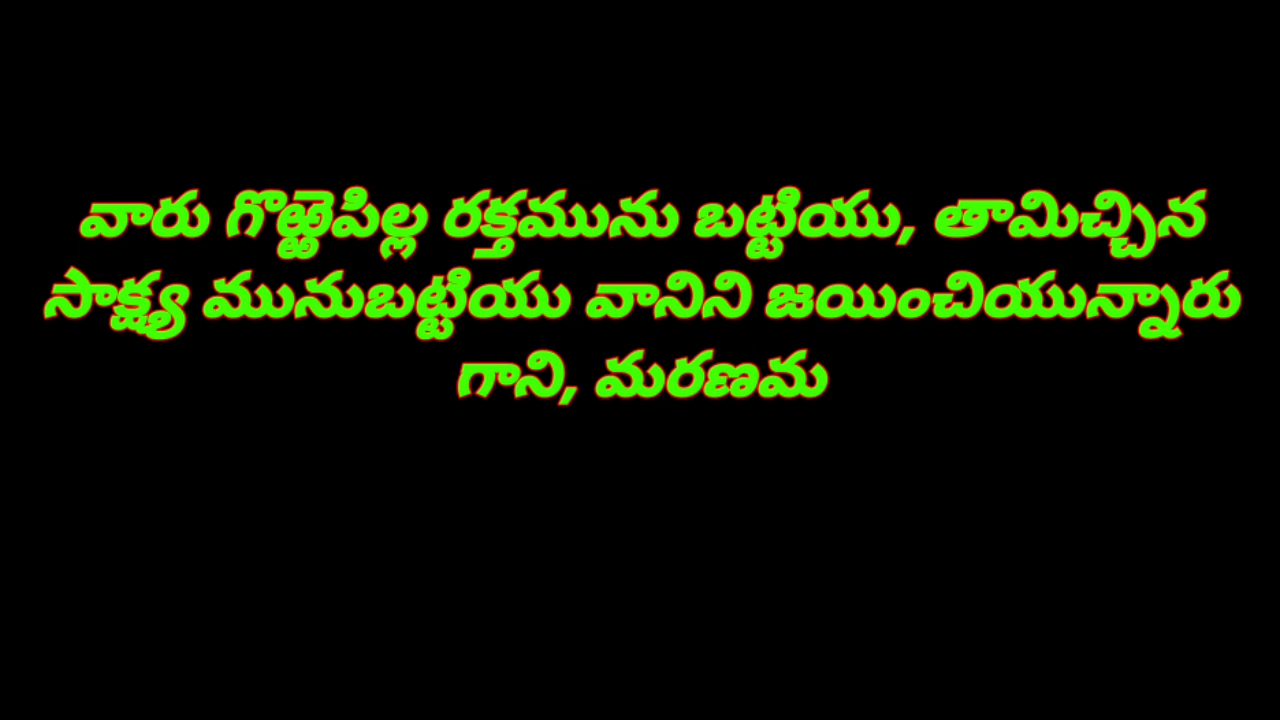 వారు గొఱ్ఱెపిల్ల రక్తమును బట్టియు, తామిచ్చిన
సాక్ష్య మునుబట్టియు వానిని జయించియున్నారు
గాని, మరణమ